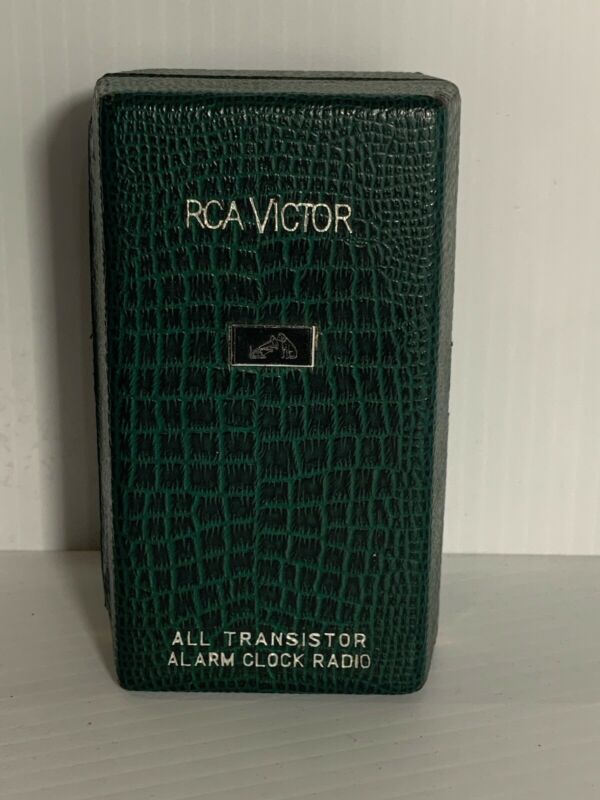 RCA VICTOR
ALL TRANSISTOR
ALARM CLOCK RADIO